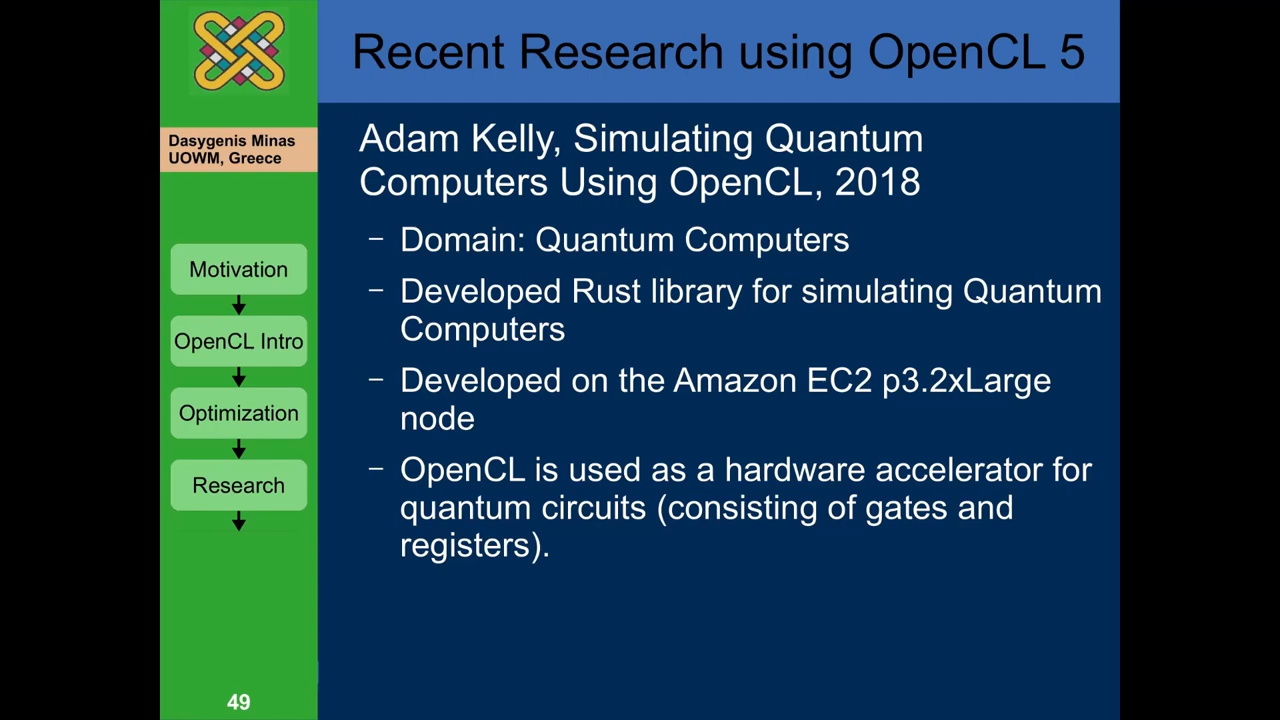 Recent Research using OpenCL 5
Dasygenis Minas
UOWM, Greece
Motivation
OpenCL Intro
Optimization
Research
49
Adam Kelly, Simulating Quantum
Computers Using OpenCL, 2018
– Domain: Quantum Computers
– Developed Rust library for simulating Quantum
Computers
– Developed on the Amazon EC2 p3.2xLarge
node
– OpenCL is used as a hardware accelerator for
quantum circuits (consisting of gates and
registers).